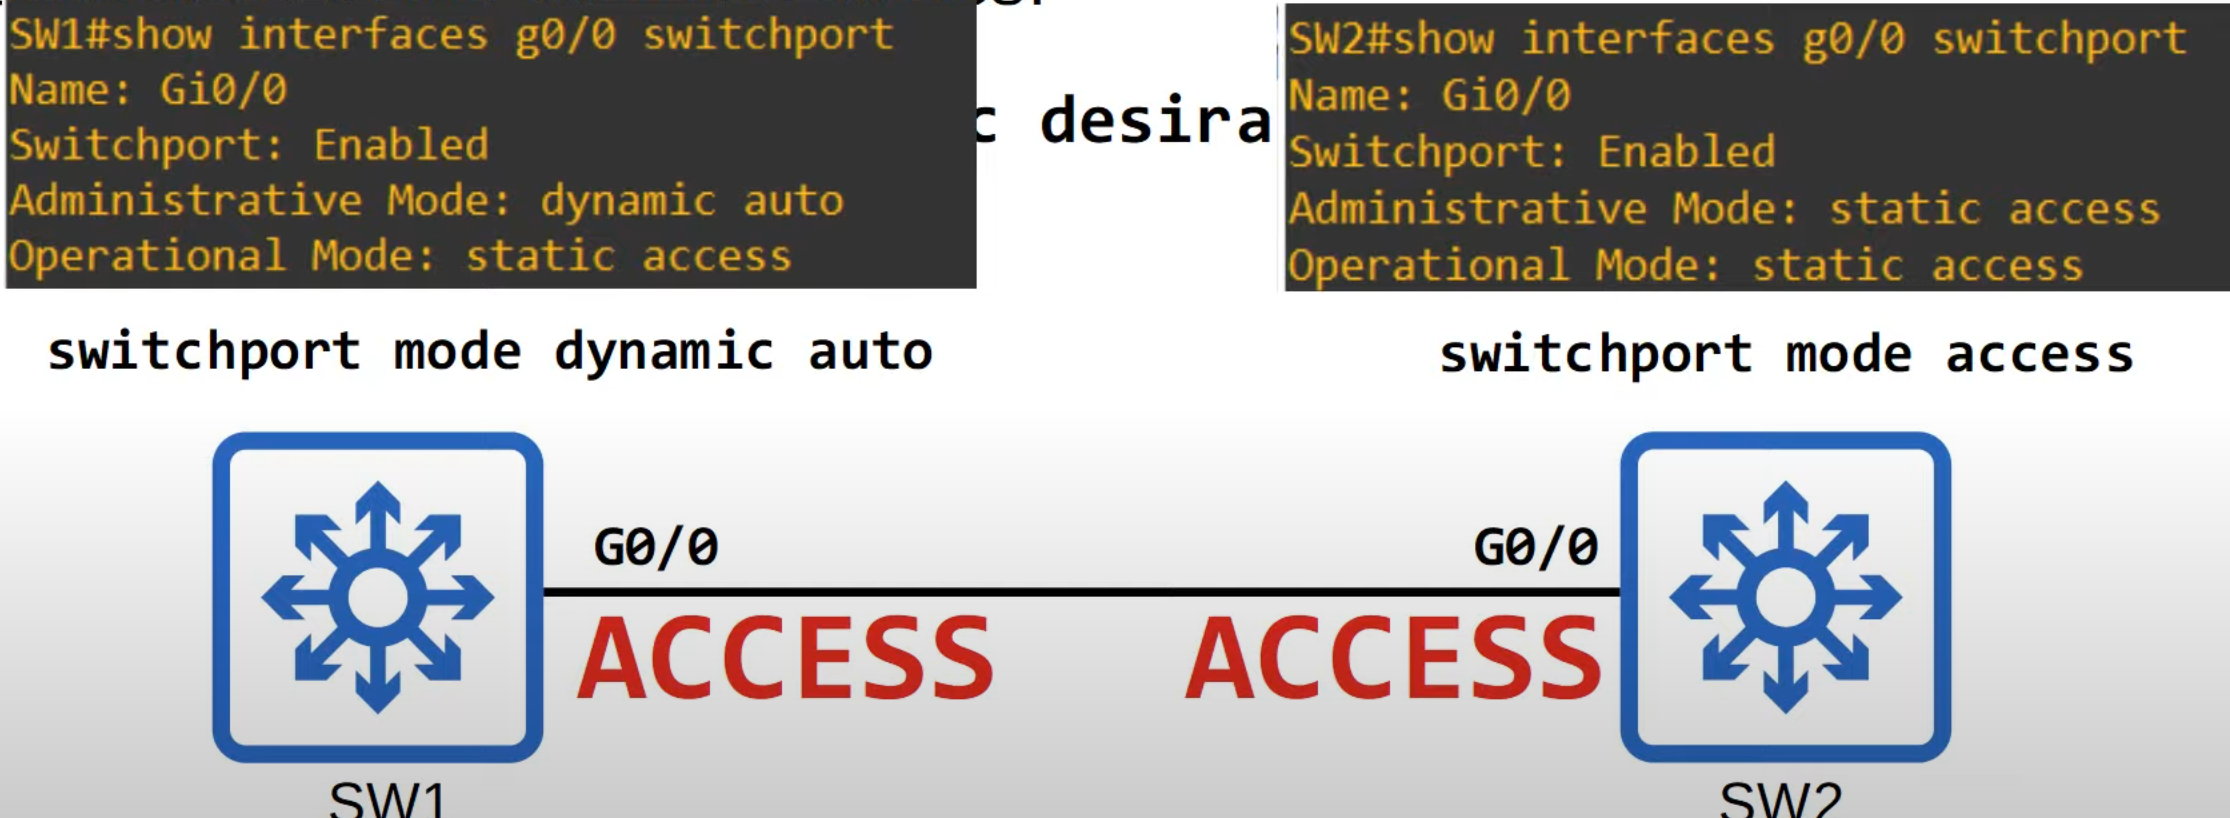 SW1#show interfaces g0/0 switchport
Name: Gi0/0
Switchport: Enabled
Administrative Mode: dynamic auto
Operational Mode: static access
SW2#show interfaces g0/0 switchport
Name: Gi0/0
Switchport: Enabled
Administrative Mode: static access
Operational Mode: static access
c desira
switchport mode dynamic auto
switchport mode access
G0/0
G0/0
ACCESS
ACCESS
SW1
SW2